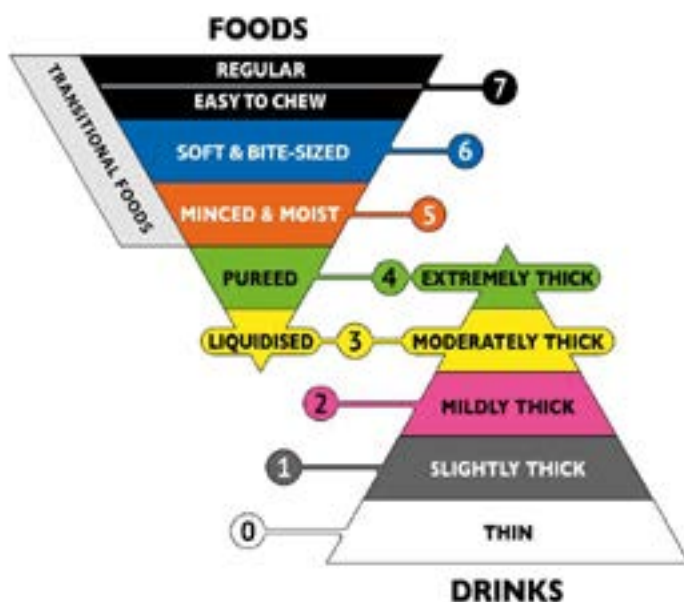 FOODS
REGULAR
7
EASY TO CHEW
TRANSITIONAL FOODS
SOFT & BITE-SIZED
6
MINCED & MOIST
5
PUREED
4
EXTREMELY THICK
LIQUIDISED
3
MODERATELY THICK
2
MILDLY THICK
1
SLIGHTLY THICK
0
THIN
DRINKS